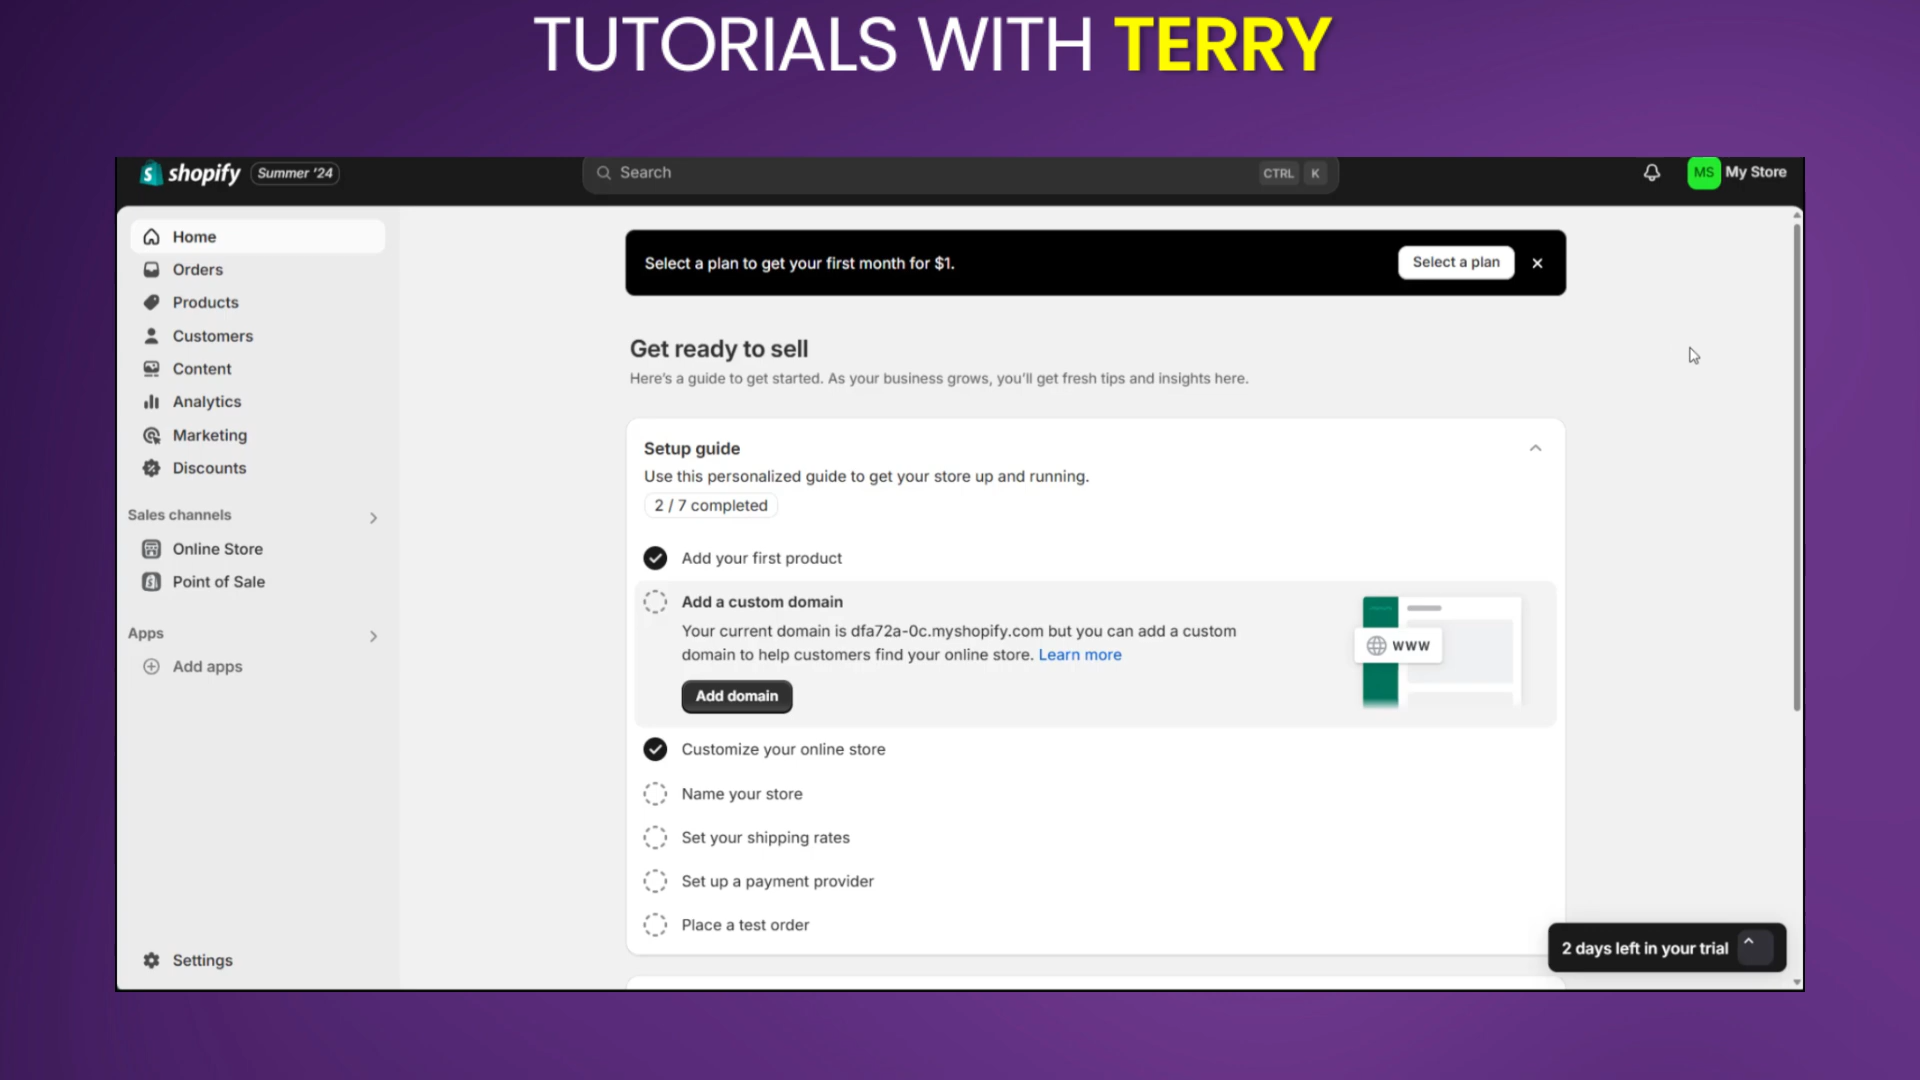 TUTORIALS WITH TERRY
shopify Summer '24
Search
CTRL K
MS My Store
Home
Orders
Products
Customers
Content
Analytics
Marketing
Discounts
Sales channels
Online Store
Point of Sale
Apps
Add apps
Settings
Select a plan to get your first month for $1.
Select a plan
Get ready to sell
Here's a guide to get started. As your business grows, you'll get fresh tips and insights here.
Setup guide
Use this personalized guide to get your store up and running.
2 / 7 completed
Add your first product
Add a custom domain
Your current domain is dfa72a-0c.myshopify.com but you can add a custom
domain to help customers find your online store. Learn more
Add domain
www
Customize your online store
Name your store
Set your shipping rates
Set up a payment provider
Place a test order
2 days left in your trial